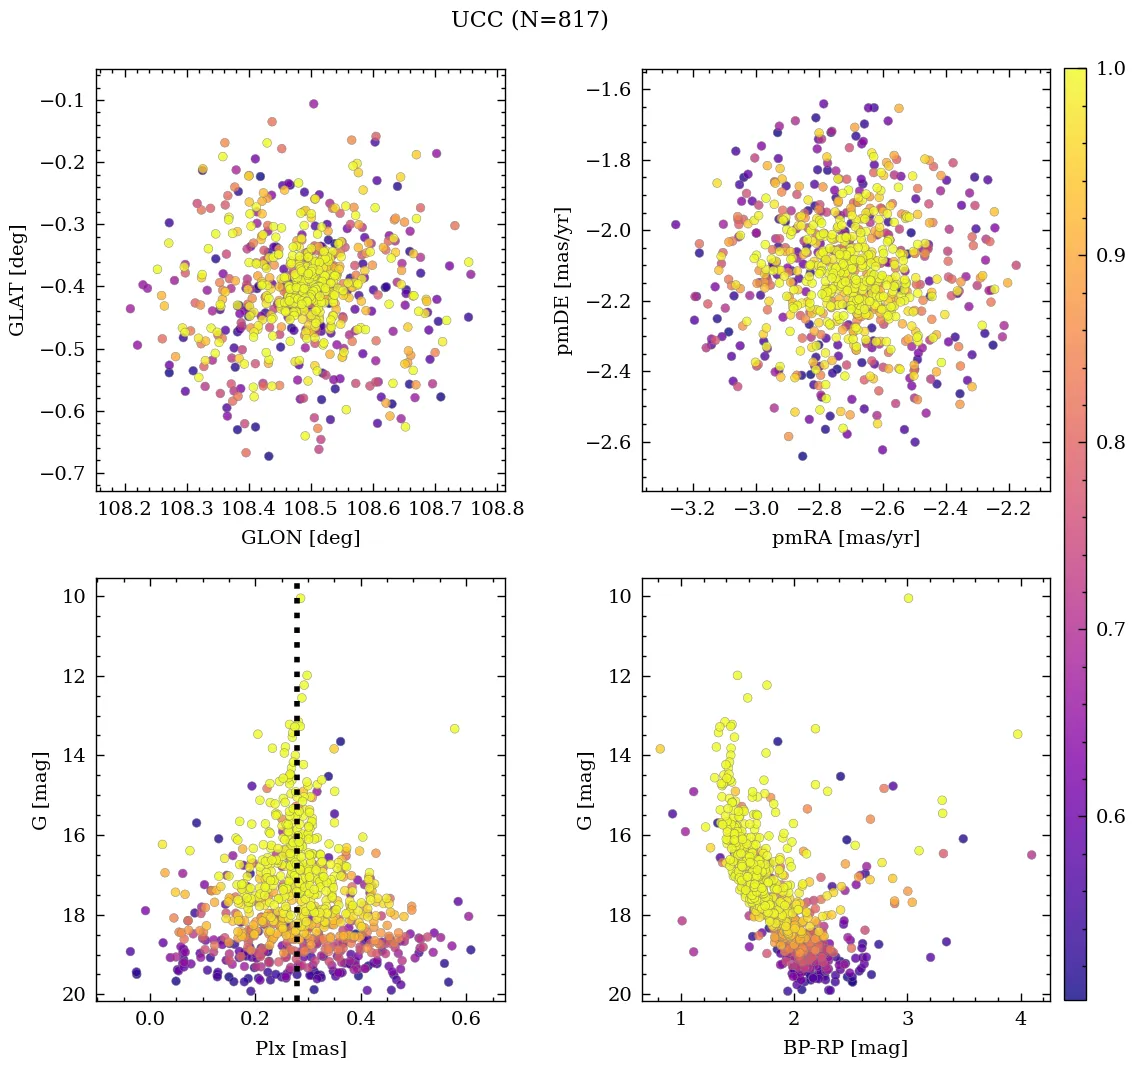 UCC (N=817)
−0.1
−0.2
−0.3
−0.4
−0.5
−0.6
−0.7
GLAT [deg]
108.2 108.3 108.4 108.5 108.6 108.7 108.8
GLON [deg]
−1.6
−1.8
−2.0
−2.2
−2.4
−2.6
pmDE [mas/yr]
−3.2 −3.0 −2.8 −2.6 −2.4 −2.2
pmRA [mas/yr]
10
12
14
16
18
20
G [mag]
0.0 0.2 0.4 0.6
Plx [mas]
10
12
14
16
18
20
G [mag]
1 2 3 4
BP-RP [mag]
1.0
0.9
0.8
0.7
0.6